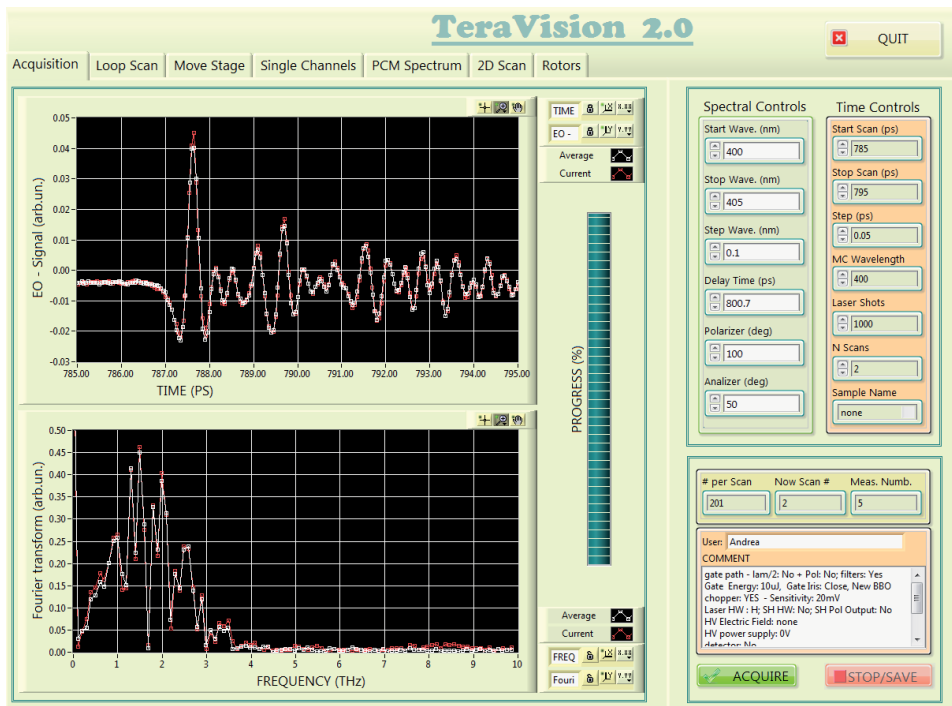 TeraVision 2.0
QUIT
Acquisition
Loop Scan
Move Stage
Single Channels
PCM Spectrum
2D Scan
Rotors
0.05
0.04
0.03
0.02
0.01
0.00
-0.01
-0.02
-0.03
EO - Signal (arb.un.)
785.00 786.00 787.00 788.00 789.00 790.00 791.00 792.00 793.00 794.00 795.00
TIME (PS)
TIME
EO -
Average
Current
PROGRESS (%)
0.50
0.45
0.40
0.35
0.30
0.25
0.20
0.15
0.10
0.05
0.00
Fourier transform (arb.un.)
0 1 2 3 4 5 6 7 8 9 10
FREQUENCY (THz)
Average
Current
FREQ
Fouri
Spectral Controls
Start Wave. (nm)
400
Stop Wave. (nm)
405
Step Wave. (nm)
0.1
Delay Time (ps)
800.7
Polarizer (deg)
100
Analizer (deg)
50
Time Controls
Start Scan (ps)
785
Stop Scan (ps)
795
Step (ps)
0.05
MC Wavelength
400
Laser Shots
1000
N Scans
2
Sample Name
none
# per Scan
201
Now Scan #
2
Meas. Numb.
5
User: Andrea
COMMENT
gate path - lam/2: No + Pol: No; filters: Yes
Gate Energy: 10uJ, Gate Iris: Close, New BBO
chopper: YES - Sensitivity: 20mV
Laser HW : H; SH HW: No; SH Pol Output: No
HV Electric Field: none
HV power supply: 0V
detector: No
ACQUIRE
STOP/SAVE